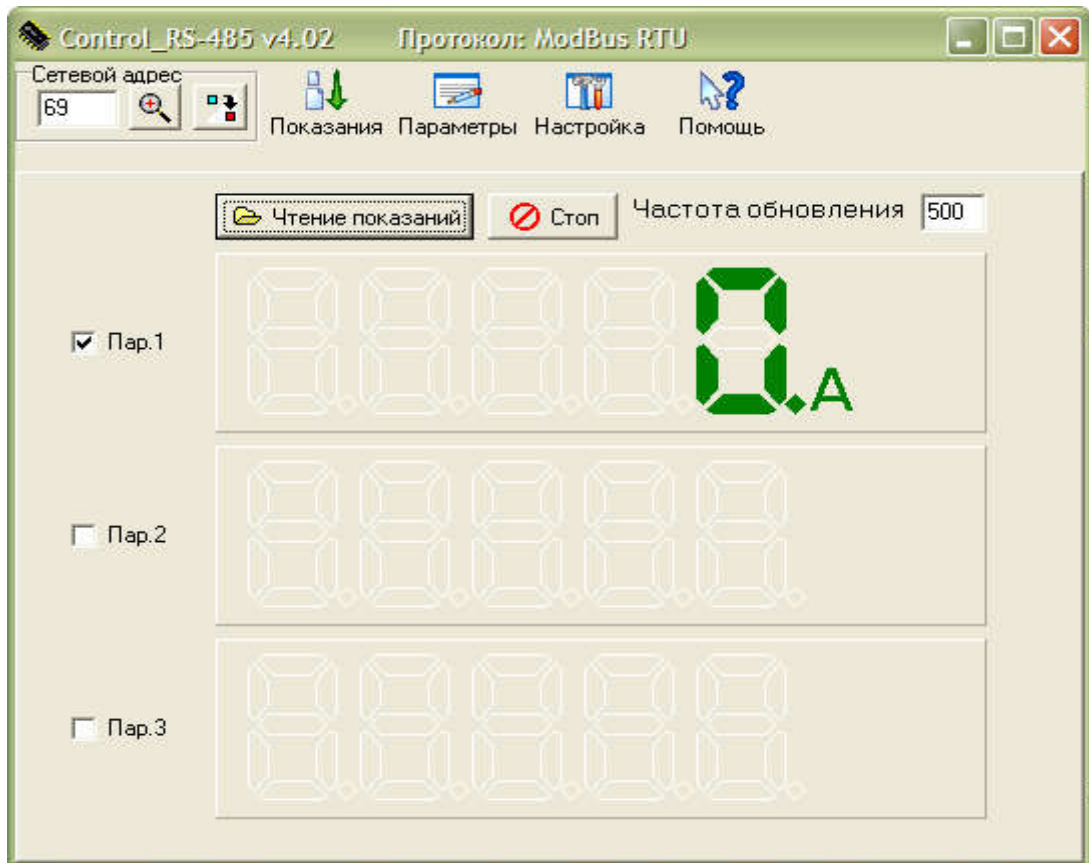 Control_RS-485 v4.02 Протокол: ModBus RTU
Сетевой адрес
69
Показания Параметры Настройка Помощь
Чтение показаний Стоп Частота обновления 500
Пар.1 0.A
Пар.2
Пар.3